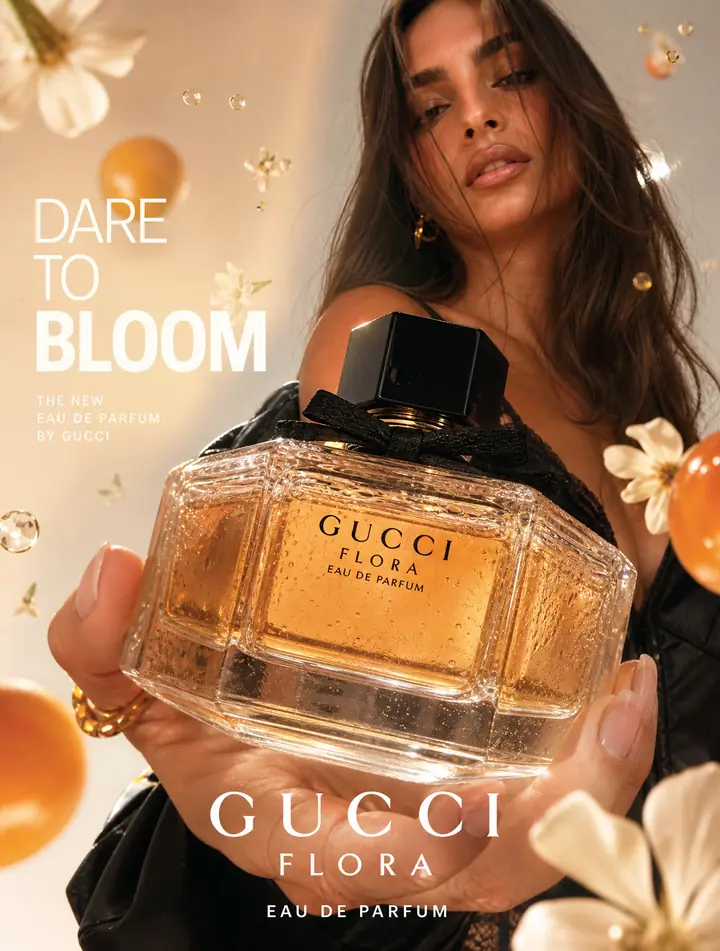 DARE
TO
BLOOM
THE NEW
EAU DE PARFUM
BY GUCCI
GUCCI
FLORA
EAU DE PARFUM
GUCCI
FLORA
EAU DE PARFUM